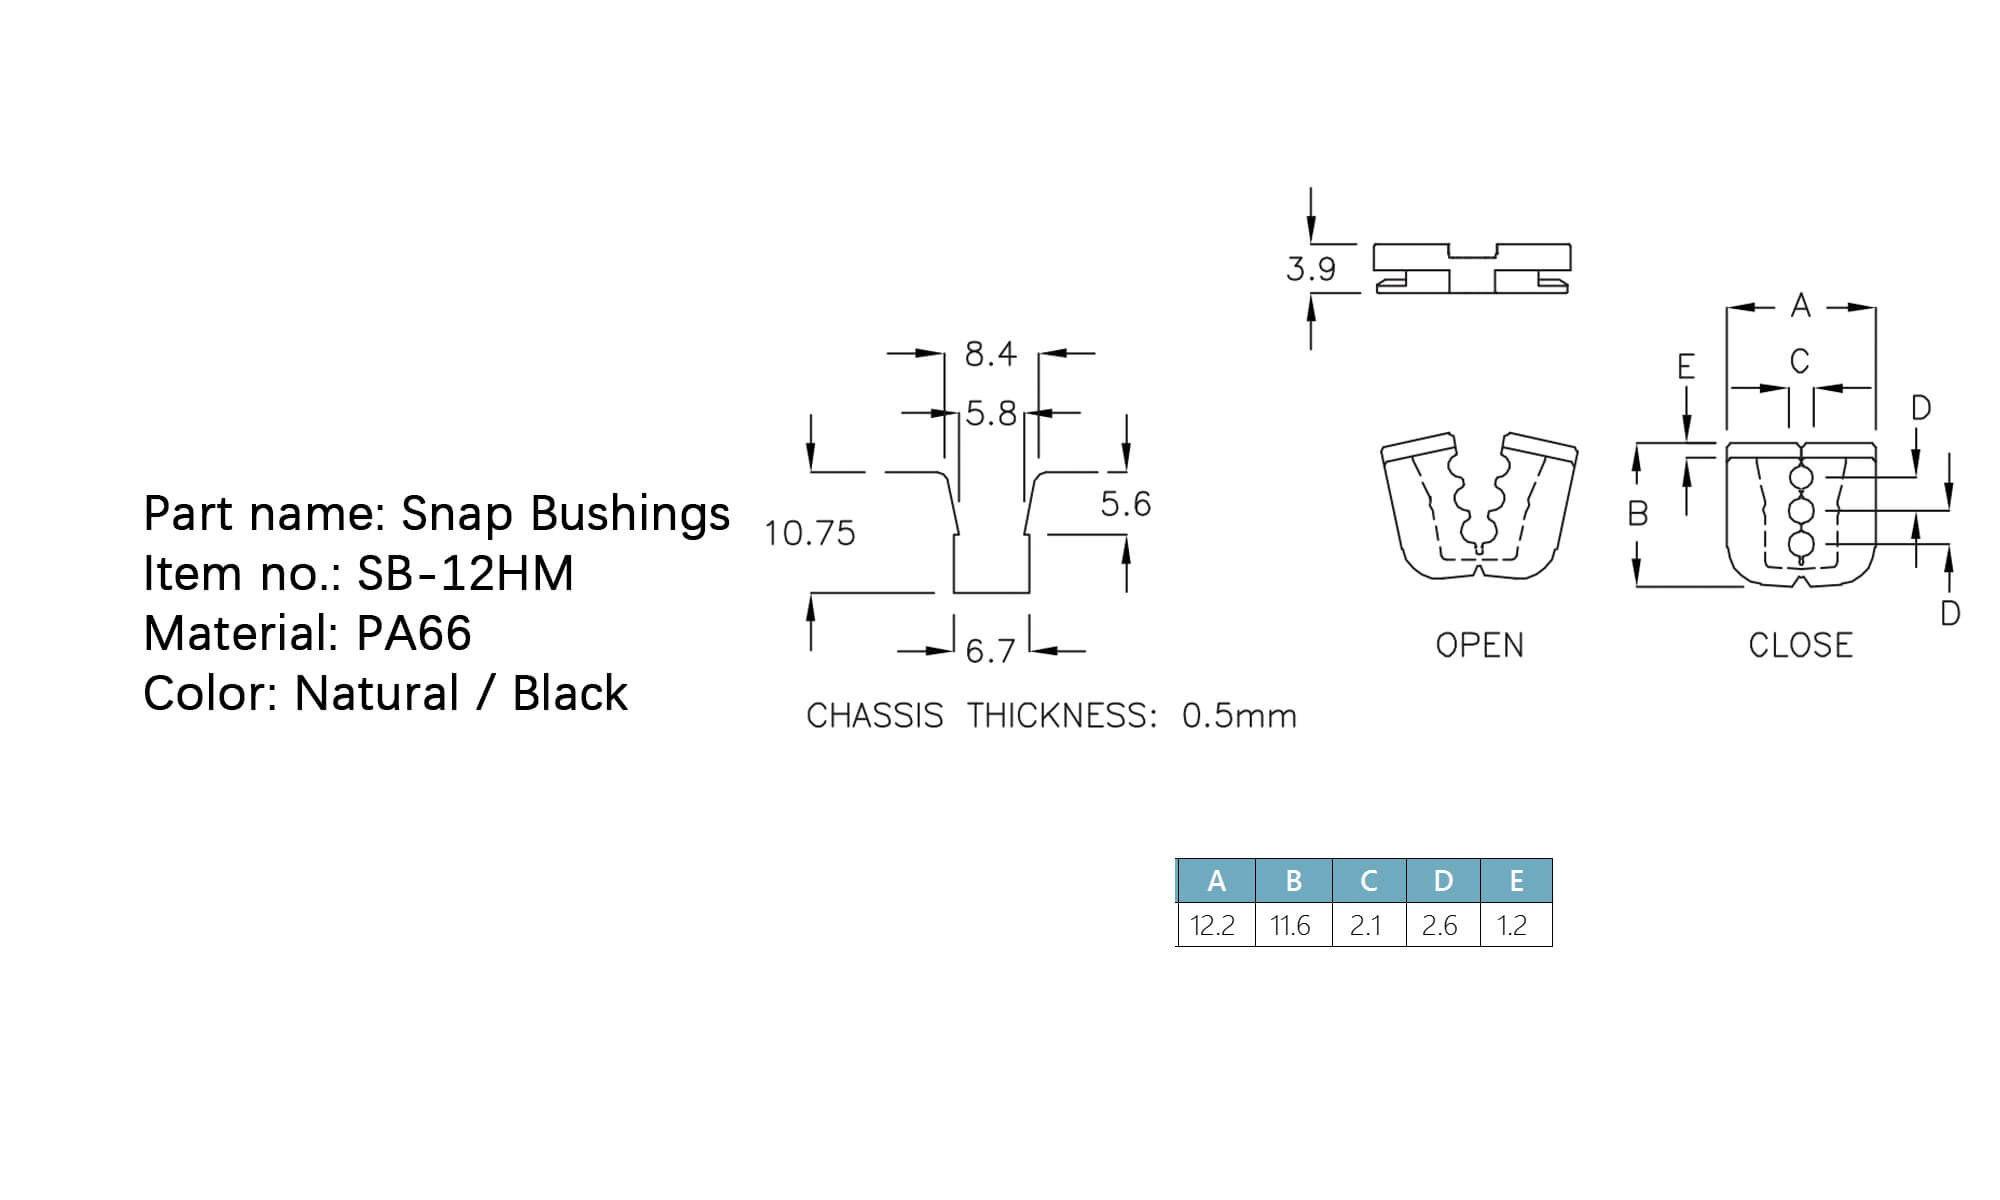 Part name: Snap Bushings
Item no.: SB-12HM
Material: PA66
Color: Natural / Black
8.4
5.8
10.75
5.6
6.7
CHASSIS THICKNESS: 0.5mm
3.9
OPEN
A
C
E
D
B
D
CLOSE
A B C D E
12.2 11.6 2.1 2.6 1.2